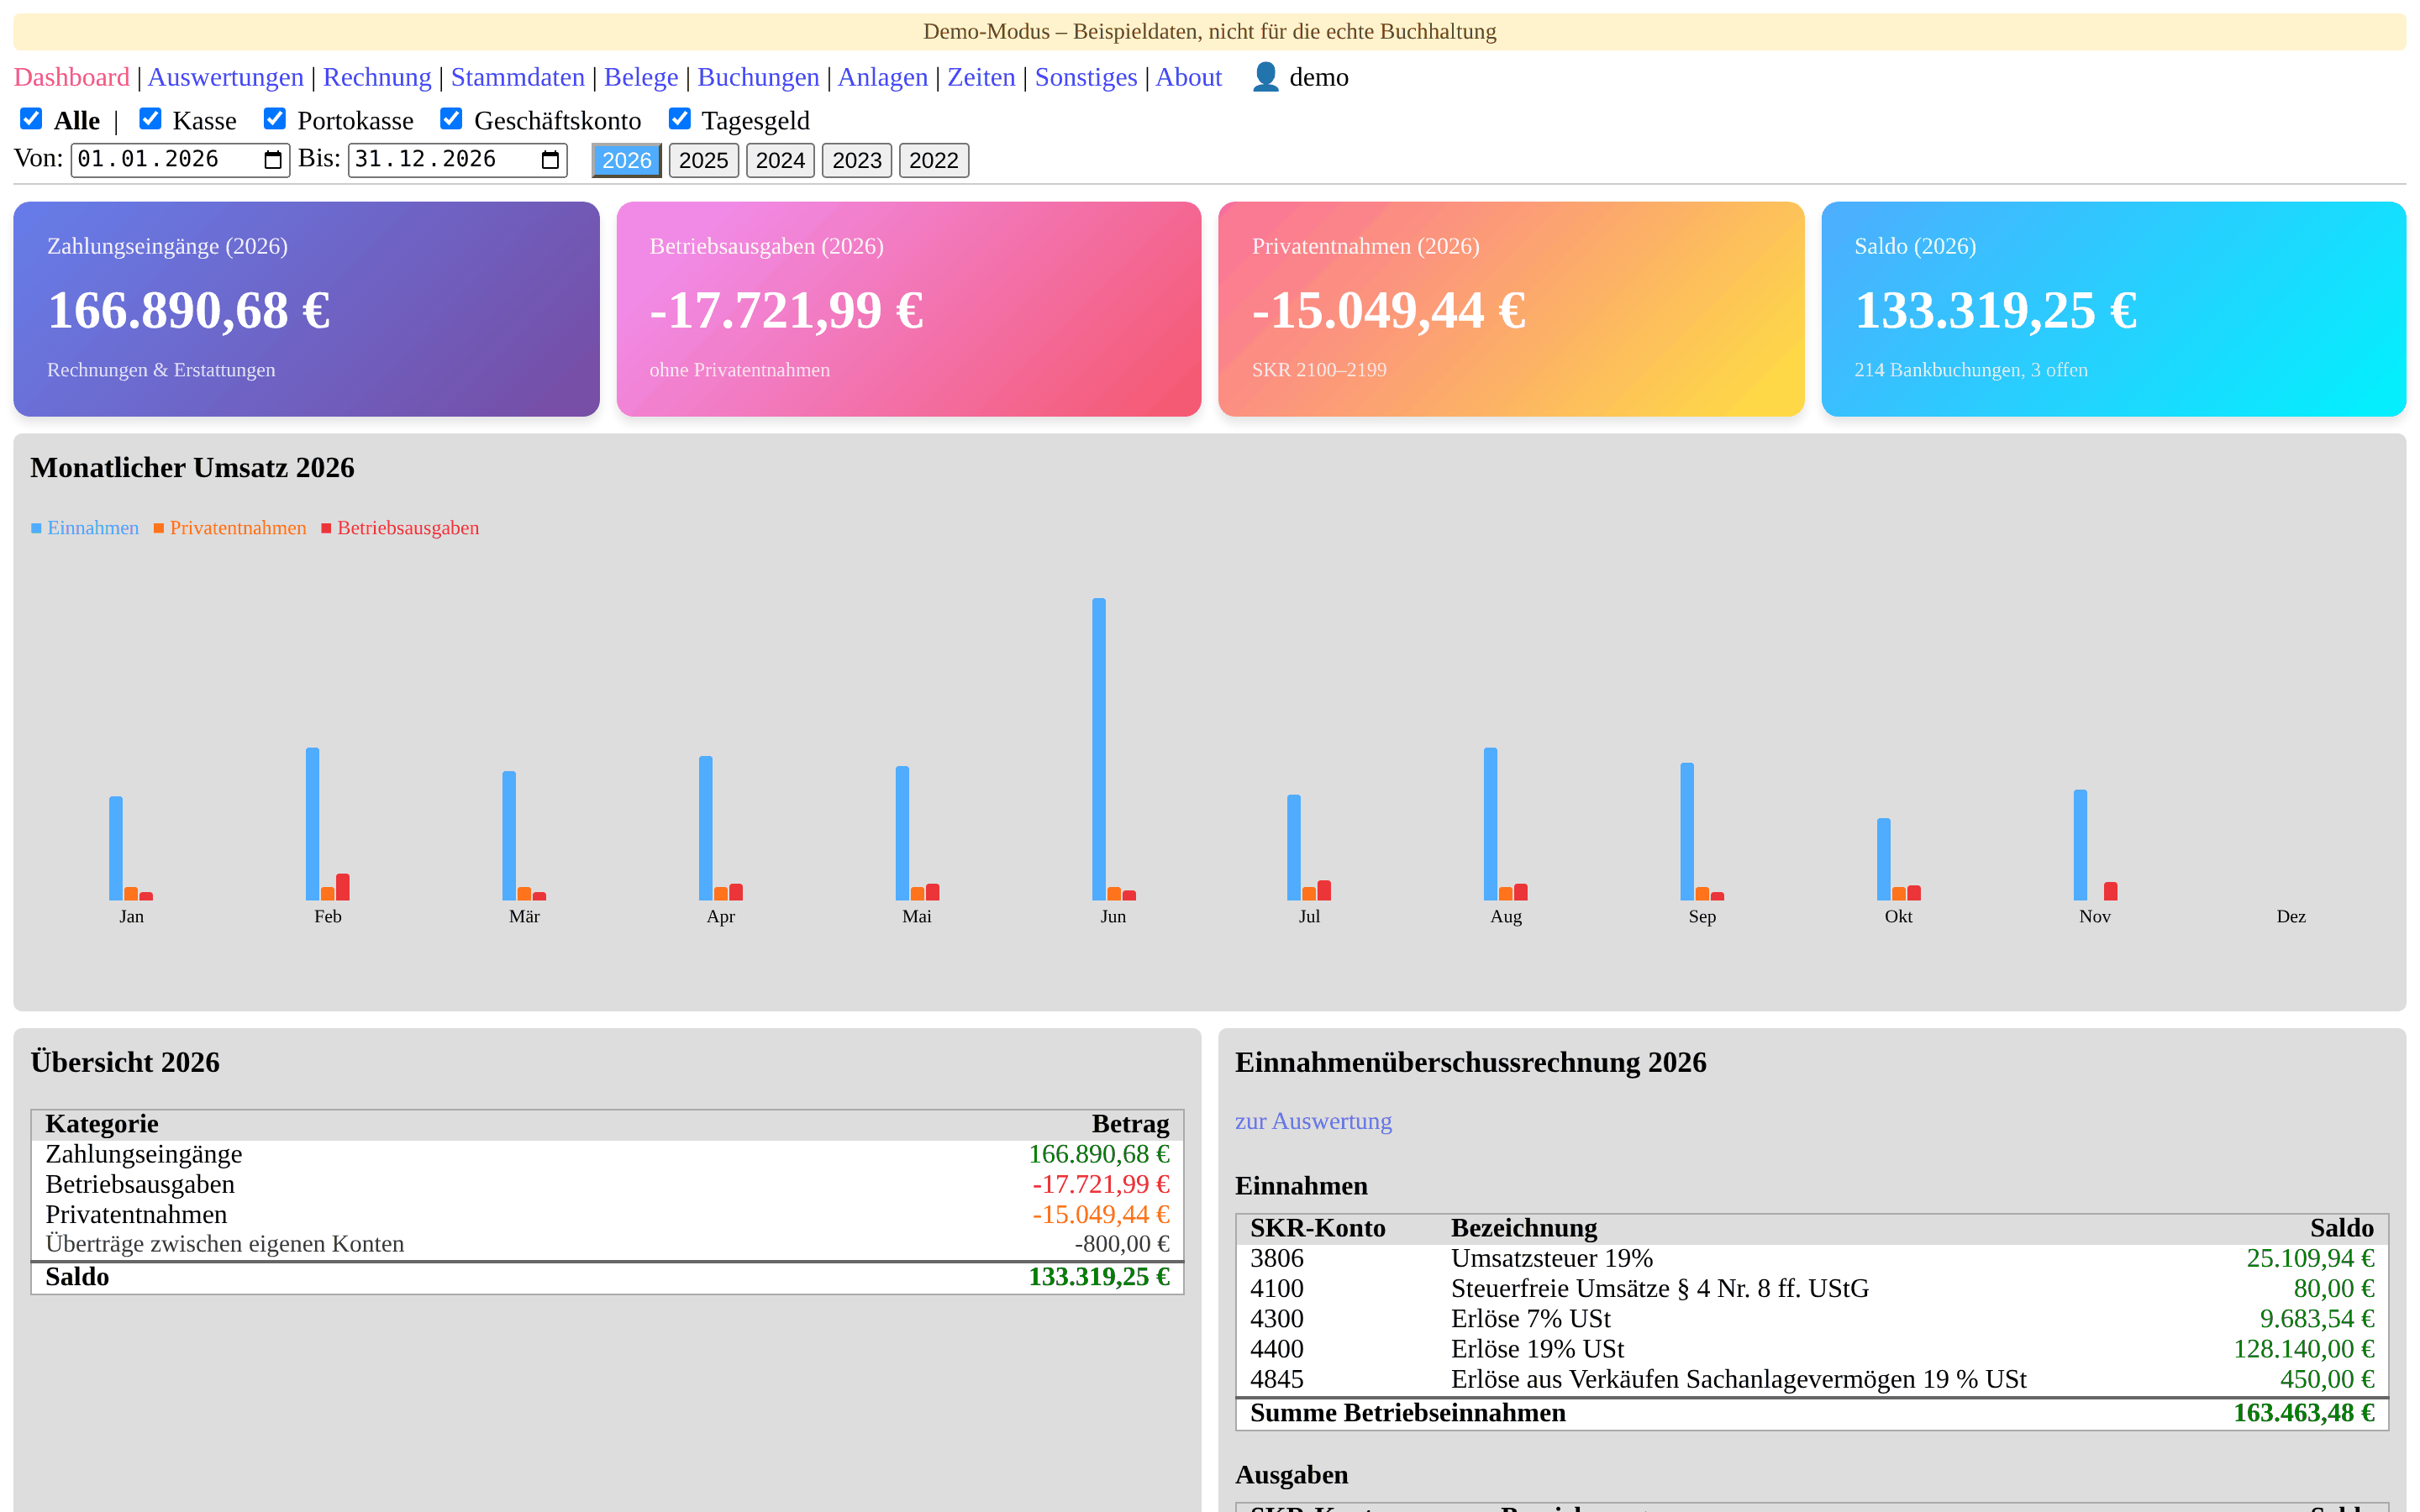 Demo-Modus – Beispieldaten, nicht für die echte Buchhaltung
Dashboard | Auswertungen | Rechnung | Stammdaten | Belege | Buchungen | Anlagen | Zeiten | Sonstiges | About 👤 demo
Alle | Kasse Portokasse Geschäftskonto Tagesgeld
Von: 01.01.2026 Bis: 31.12.2026 2026 2025 2024 2023 2022
Zahlungseingänge (2026)
166.890,68 €
Rechnungen & Erstattungen
Betriebsausgaben (2026)
-17.721,99 €
ohne Privatentnahmen
Privatentnahmen (2026)
-15.049,44 €
SKR 2100–2199
Saldo (2026)
133.319,25 €
214 Bankbuchungen, 3 offen
Monatlicher Umsatz 2026
■ Einnahmen ■ Privatentnahmen ■ Betriebsausgaben
Jan Feb Mär Apr Mai Jun Jul Aug Sep Okt Nov Dez
Übersicht 2026
Kategorie Betrag
Zahlungseingänge 166.890,68 €
Betriebsausgaben -17.721,99 €
Privatentnahmen -15.049,44 €
Überträge zwischen eigenen Konten -800,00 €
Saldo 133.319,25 €
Einnahmenüberschussrechnung 2026
zur Auswertung
Einnahmen
SKR-Konto Bezeichnung Saldo
3806 Umsatzsteuer 19% 25.109,94 €
4100 Steuerfreie Umsätze § 4 Nr. 8 ff. UStG 80,00 €
4300 Erlöse 7% USt 9.683,54 €
4400 Erlöse 19% USt 128.140,00 €
4845 Erlöse aus Verkäufen Sachanlagevermögen 19 % USt 450,00 €
Summe Betriebseinnahmen 163.463,48 €
Ausgaben